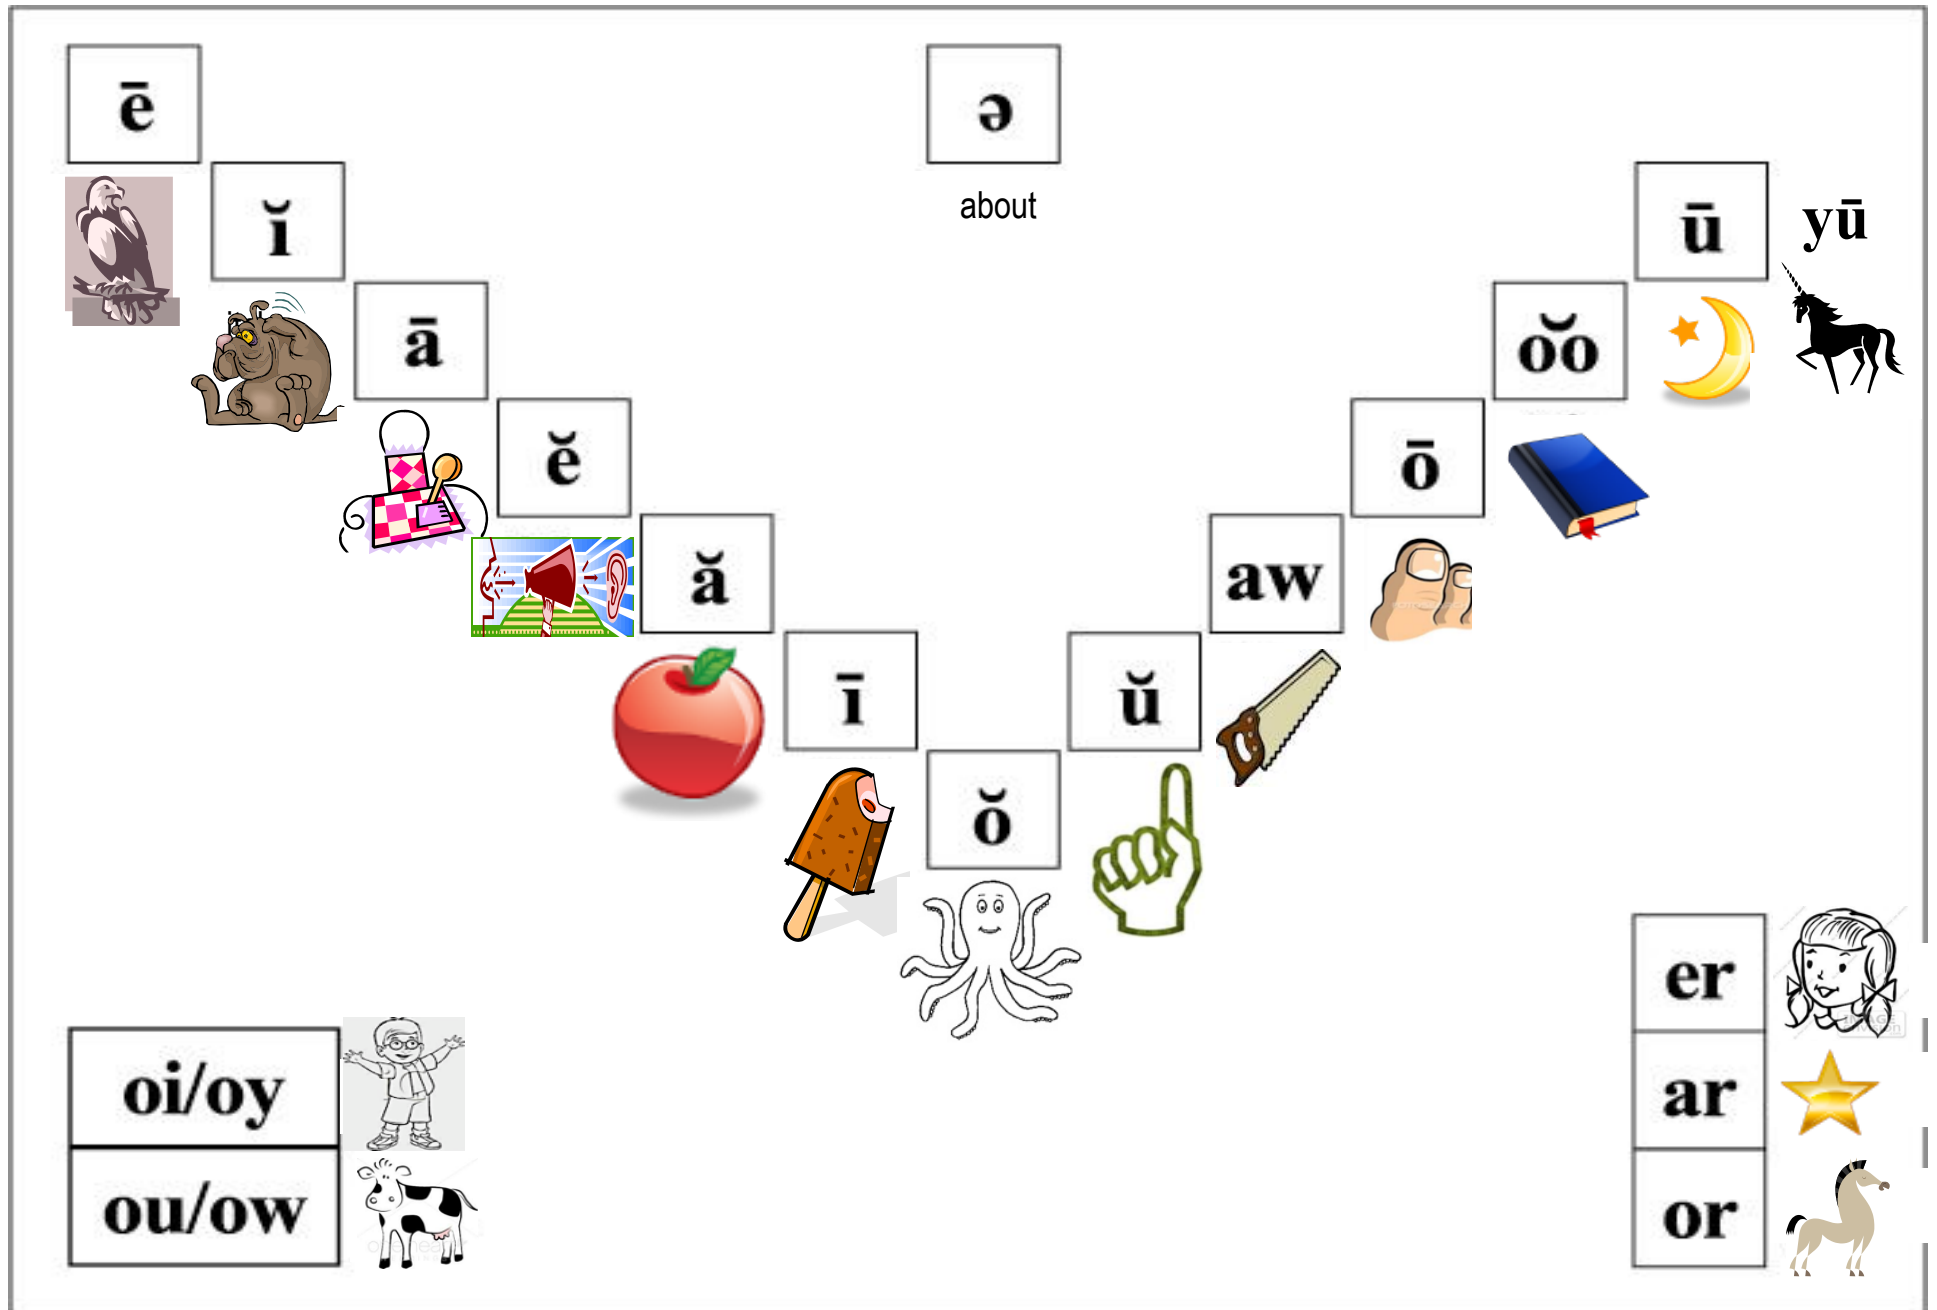 ē
ə
about
ĭ
ū
yū
ā
o͝o
ĕ
ō
ă
aw
ī
ŭ
ŏ
er
oi/oy
ar
ou/ow
or